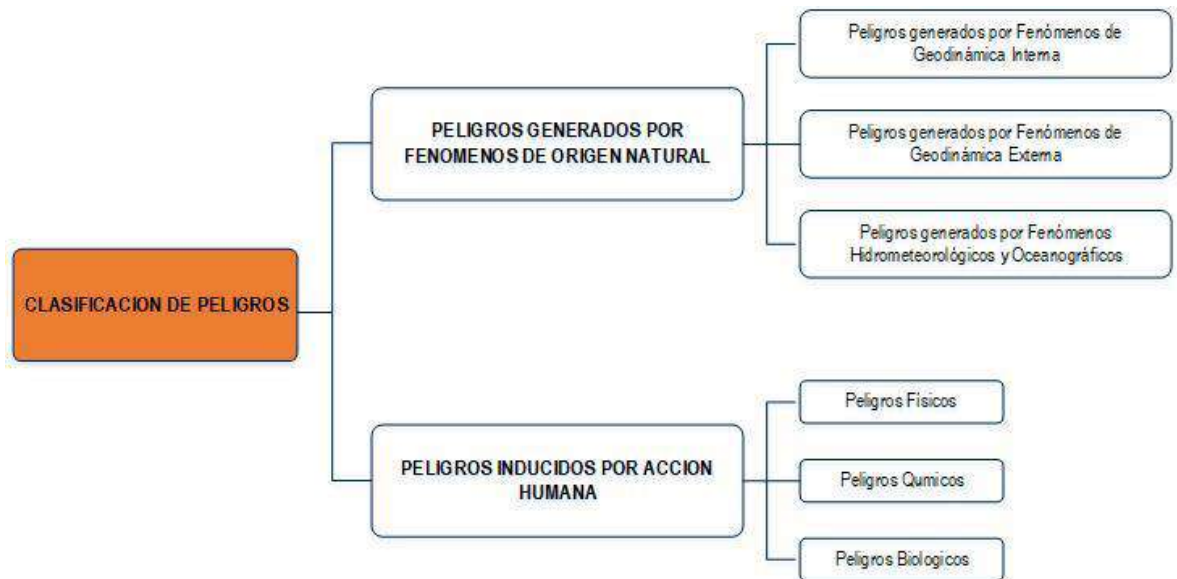 CLASIFICACION DE PELIGROS
PELIGROS GENERADOS POR
FENOMENOS DE ORIGEN NATURAL
Peligros generados por Fenómenos de
Geodinámica Interna
Peligros generados por Fenómenos de
Geodinámica Externa
Peligros generados por Fenómenos
Hidrometeorológicos y Oceanográficos
PELIGROS INDUCIDOS POR ACCION
HUMANA
Peligros Físicos
Peligros Qumicos
Peligros Biologicos